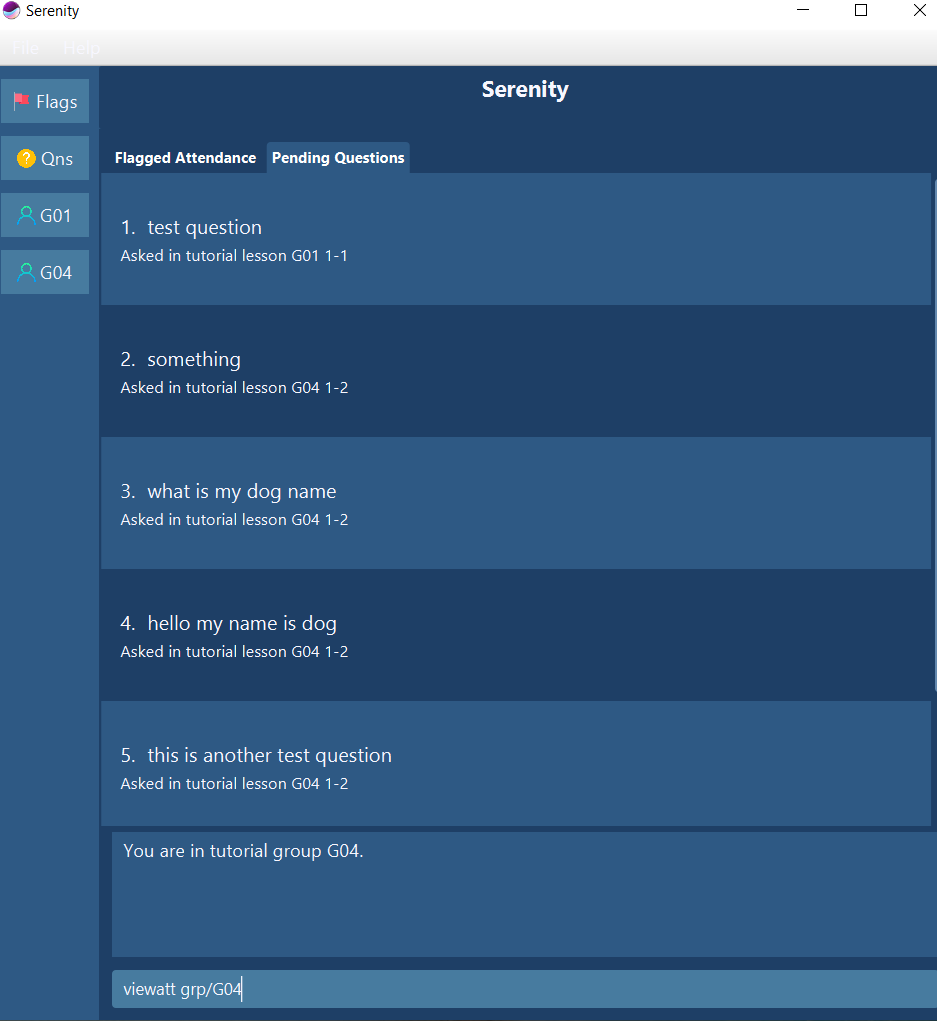 Serenity
File Help
Flags
Qns
G01
G04
Serenity
Flagged Attendance Pending Questions
1. test question
Asked in tutorial lesson G01 1-1
2. something
Asked in tutorial lesson G04 1-2
3. what is my dog name
Asked in tutorial lesson G04 1-2
4. hello my name is dog
Asked in tutorial lesson G04 1-2
5. this is another test question
Asked in tutorial lesson G04 1-2
You are in tutorial group G04.
viewatt grp/G04